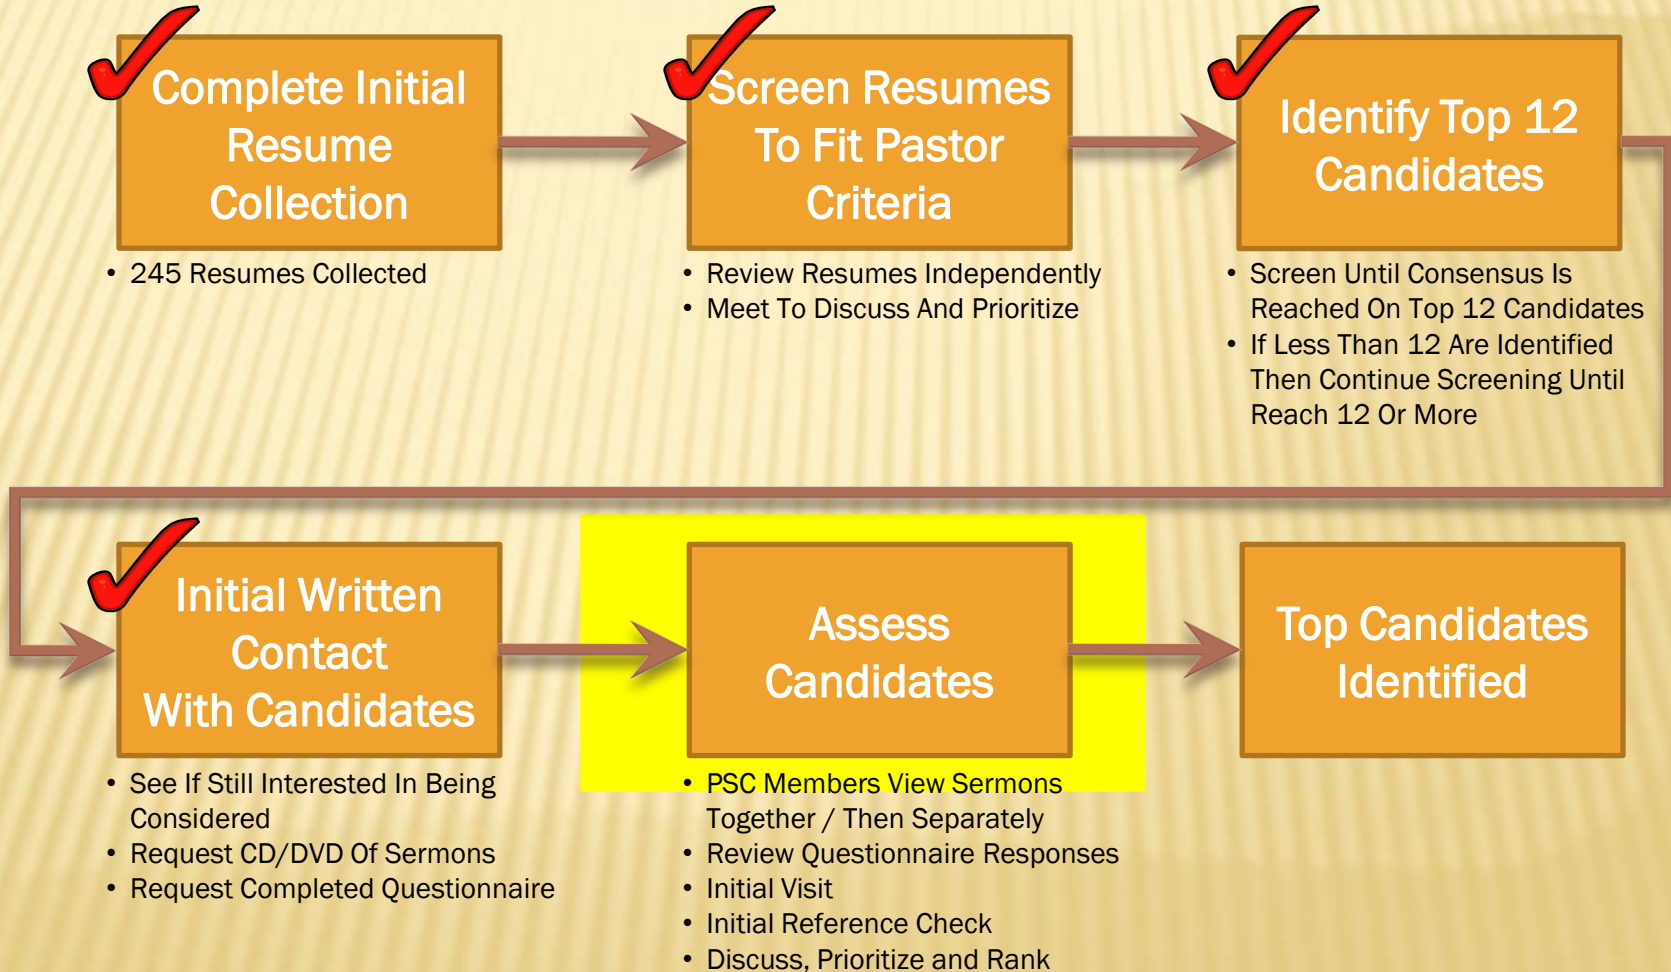 Complete Initial
Resume
Collection
• 245 Resumes Collected
Screen Resumes
To Fit Pastor
Criteria
• Review Resumes Independently
• Meet To Discuss And Prioritize
Identify Top 12
Candidates
• Screen Until Consensus Is
Reached On Top 12 Candidates
• If Less Than 12 Are Identified
Then Continue Screening Until
Reach 12 Or More
Initial Written
Contact
With Candidates
• See If Still Interested In Being
Considered
• Request CD/DVD Of Sermons
• Request Completed Questionnaire
Assess
Candidates
• PSC Members View Sermons
Together / Then Separately
• Review Questionnaire Responses
• Initial Visit
• Initial Reference Check
• Discuss, Prioritize and Rank
Top Candidates
Identified